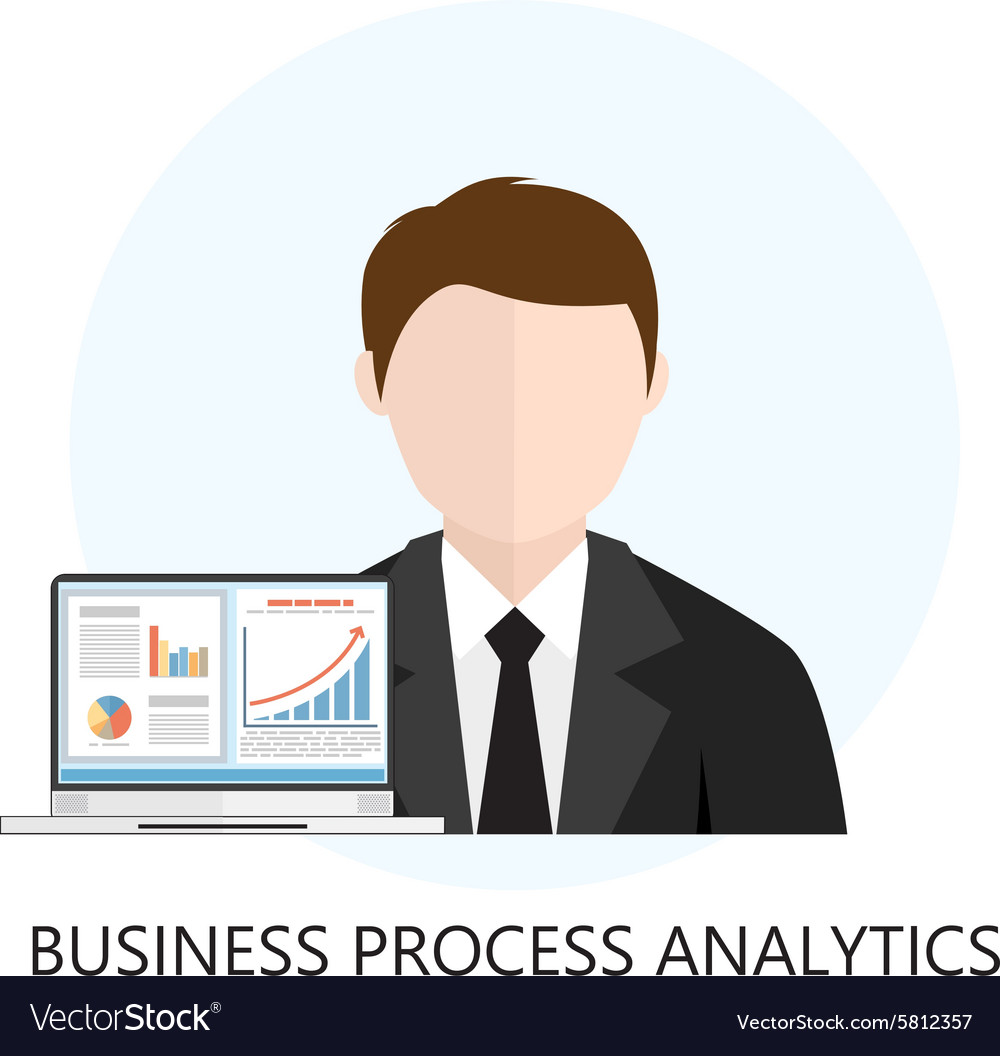 BUSINESS PROCESS ANALYTICS
VectorStock®
VectorStock.com/5812357